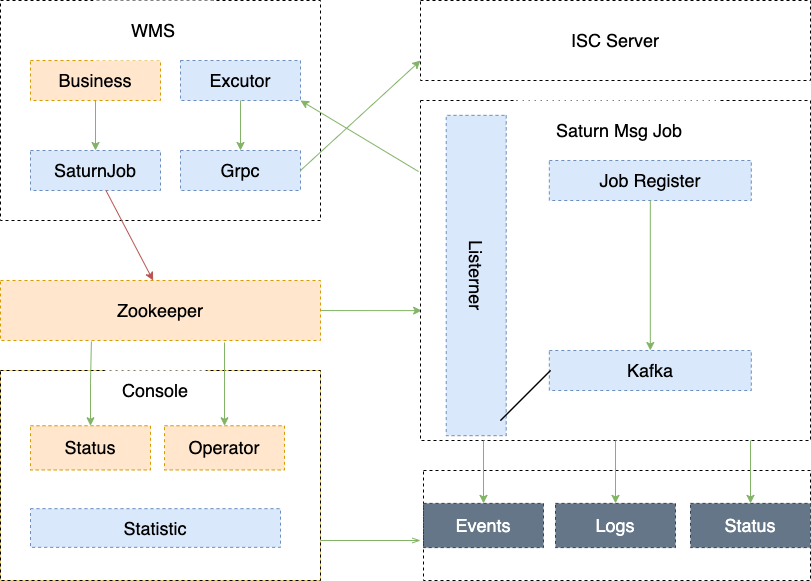 WMS
Business
Excutor
SaturnJob
Grpc
ISC Server
Saturn Msg Job
Job Register
Listerner
Kafka
Zookeeper
Console
Status
Operator
Statistic
Events
Logs
Status